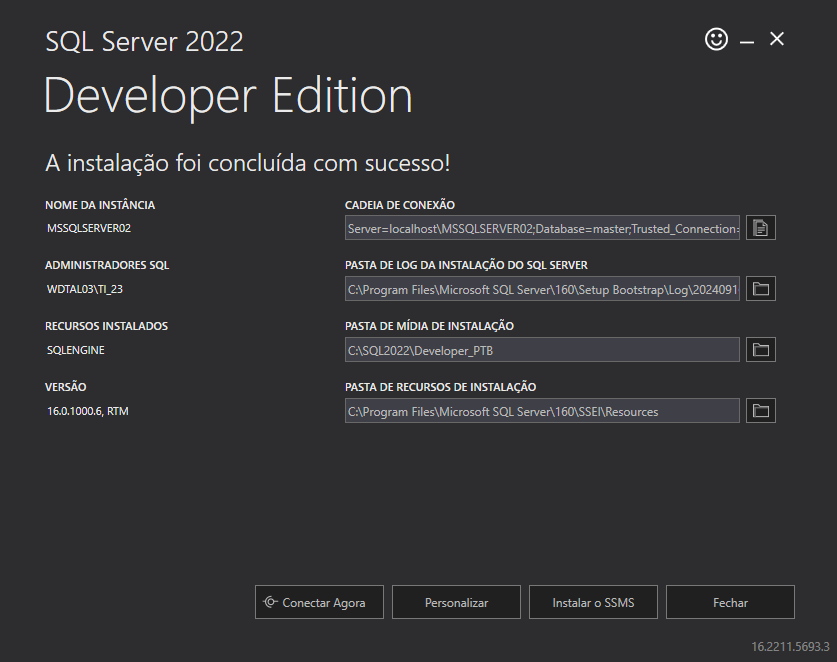 SQL Server 2022
Developer Edition
A instalação foi concluída com sucesso!
NOME DA INSTÂNCIA
MSSQLSERVER02
CADEIA DE CONEXÃO
Server=localhost\MSSQLSERVER02;Database=master;Trusted_Connection=
ADMINISTRADORES SQL
WDTAL03\TI_23
PASTA DE LOG DA INSTALAÇÃO DO SQL SERVER
C:\Program Files\Microsoft SQL Server\160\Setup Bootstrap\Log\2024091
RECURSOS INSTALADOS
SQLENGINE
PASTA DE MÍDIA DE INSTALAÇÃO
C:\SQL2022\Developer_PTB
VERSÃO
16.0.1000.6, RTM
PASTA DE RECURSOS DE INSTALAÇÃO
C:\Program Files\Microsoft SQL Server\160\SSEI\Resources
Conectar Agora
Personalizar
Instalar o SSMS
Fechar
16.2211.5693.3